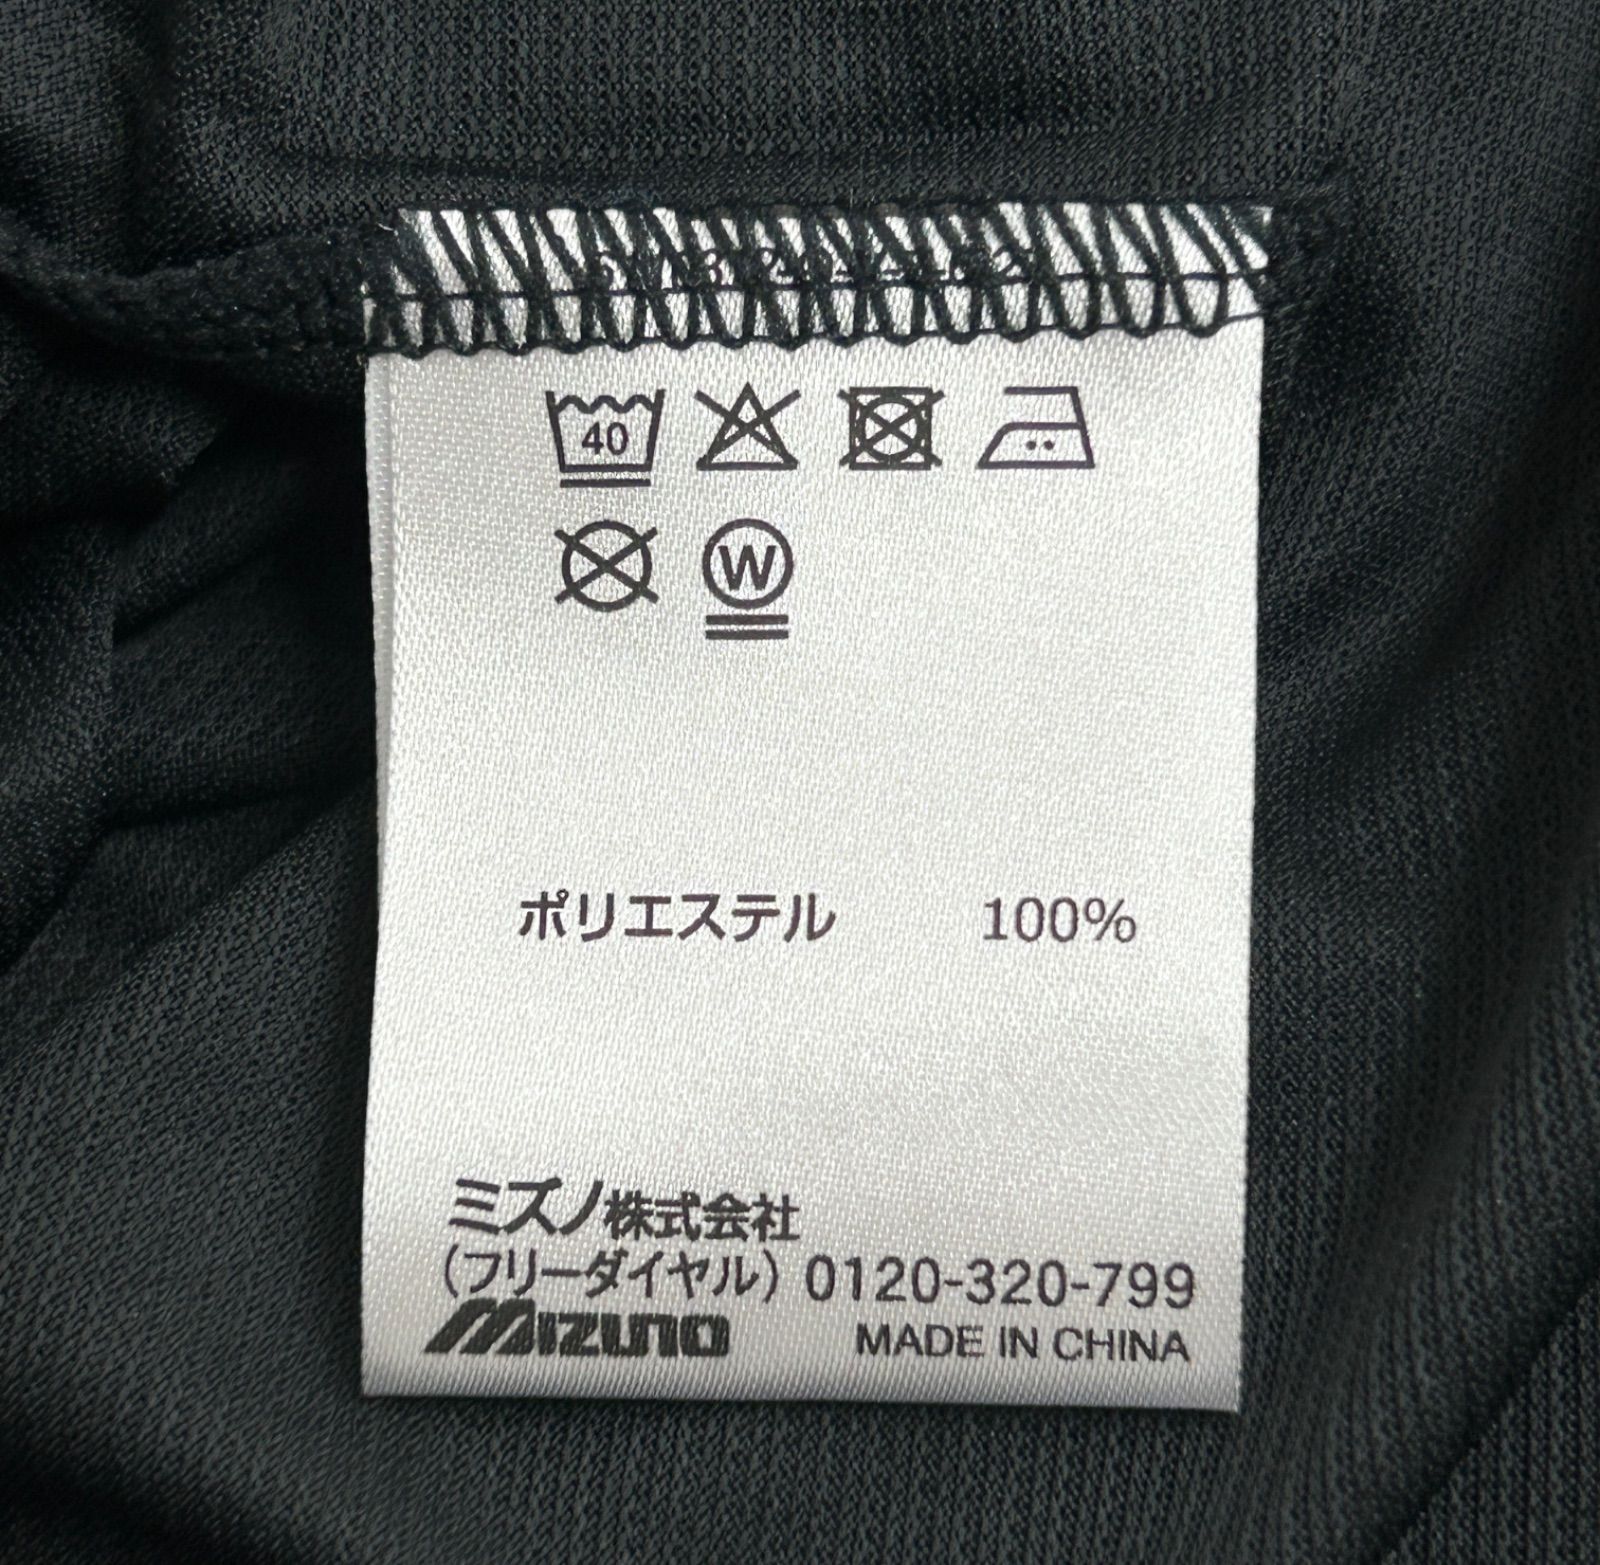 40
W
ポリエステル 100%
ミズノ株式会社
(フリーダイヤル) 0120-320-799
MIZUNO MADE IN CHINA